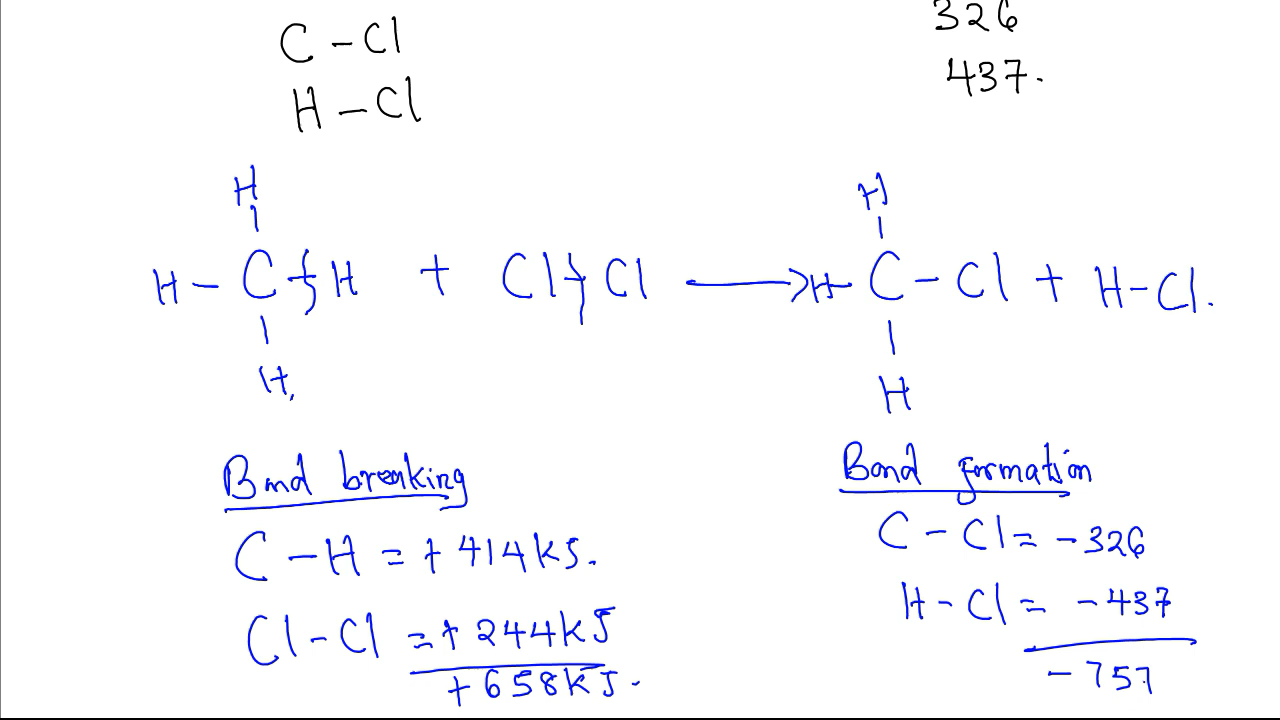 C - Cl 326
H - Cl 437.
H H
H - C - H + Cl - Cl → H - C - Cl + H - Cl.
H. H
Bond breaking
C - H = + 414 kJ.
Cl - Cl = + 244 kJ
+ 658 kJ.
Bond formation
C - Cl = - 326
H - Cl = - 437
- 757